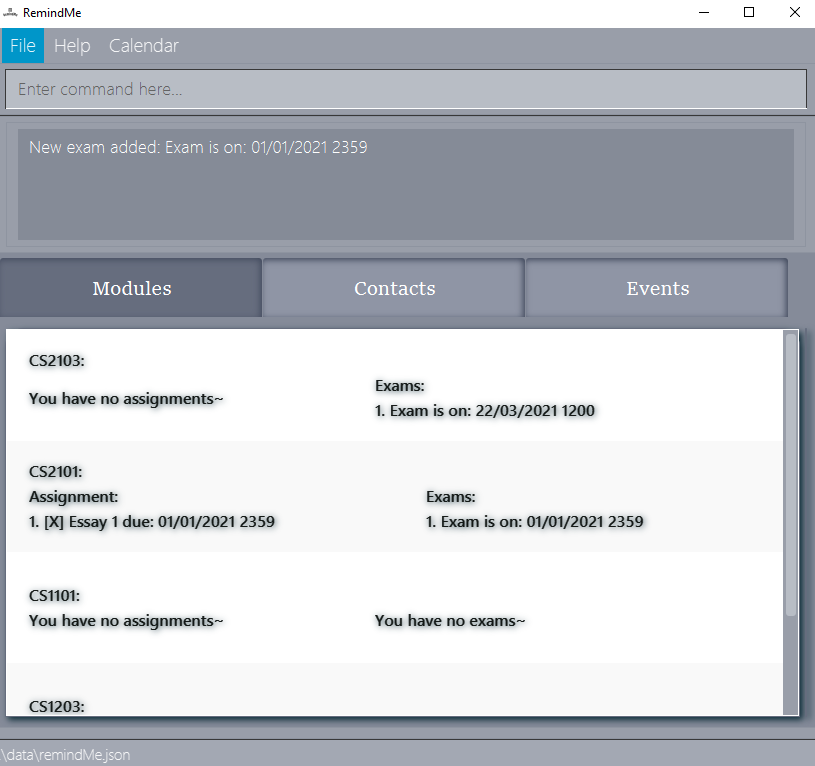 RemindMe
File Help Calendar
Enter command here...
New exam added: Exam is on: 01/01/2021 2359
Modules Contacts Events
CS2103:
You have no assignments~
Exams:
1. Exam is on: 22/03/2021 1200
CS2101:
Assignment:
1. [X] Essay 1 due: 01/01/2021 2359
Exams:
1. Exam is on: 01/01/2021 2359
CS1101:
You have no assignments~
You have no exams~
CS1203:
.\data\remindMe.json